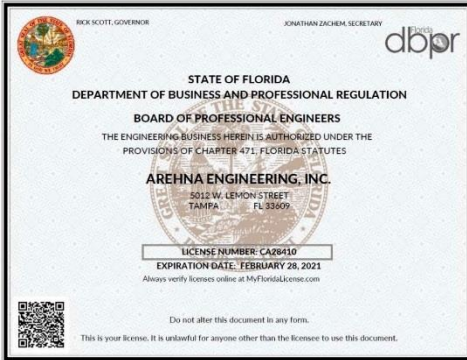 RICK SCOTT, GOVERNOR
JONATHAN ZACHEM, SECRETARY
Florida
dbpr
STATE OF FLORIDA
DEPARTMENT OF BUSINESS AND PROFESSIONAL REGULATION
BOARD OF PROFESSIONAL ENGINEERS
THE ENGINEERING BUSINESS HEREIN IS AUTHORIZED UNDER THE
PROVISIONS OF CHAPTER 471, FLORIDA STATUTES
AREHNA ENGINEERING, INC.
5012 W. LEMON STREET
TAMPA FL 33609
LICENSE NUMBER: CA28410
EXPIRATION DATE: FEBRUARY 28, 2021
Always verify licenses online at MyFloridaLicense.com
Do not alter this document in any form.
This is your license. It is unlawful for anyone other than the licensee to use this document.